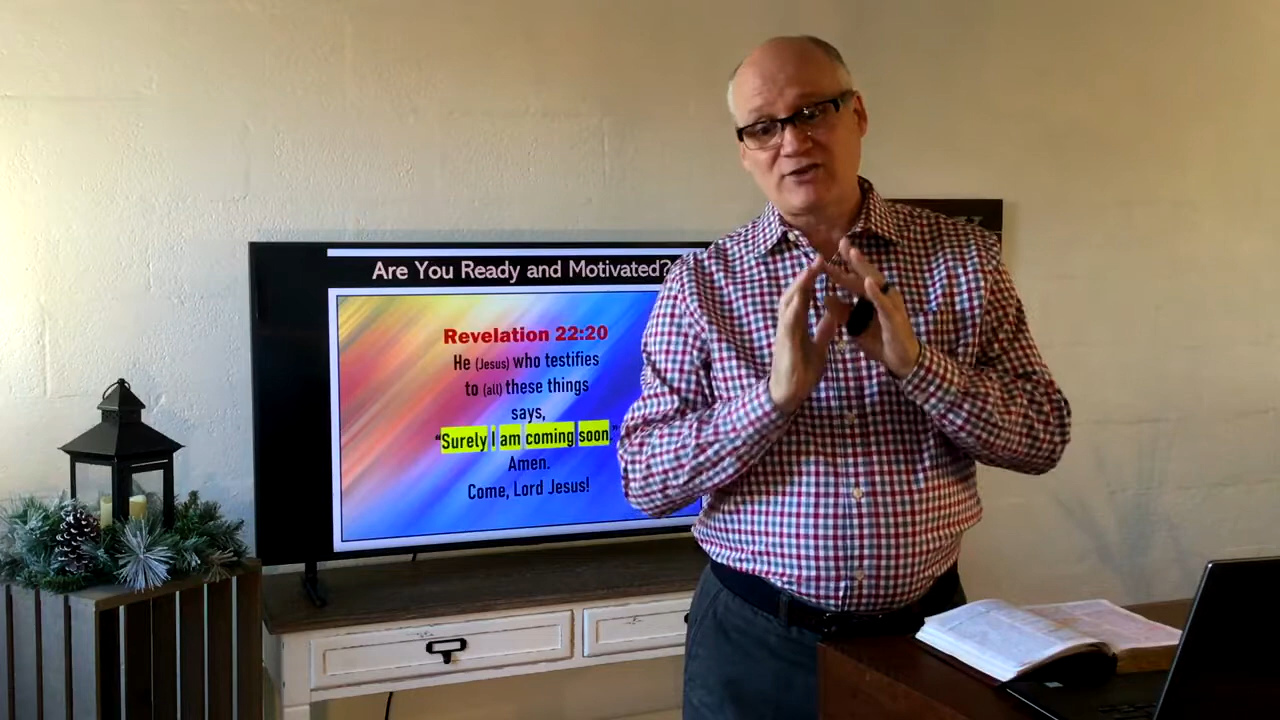 Are You Ready and Motivated?
Revelation 22:20
He (Jesus) who testifies
to (all) these things
says,
“Surely I am coming soon.”
Amen.
Come, Lord Jesus!